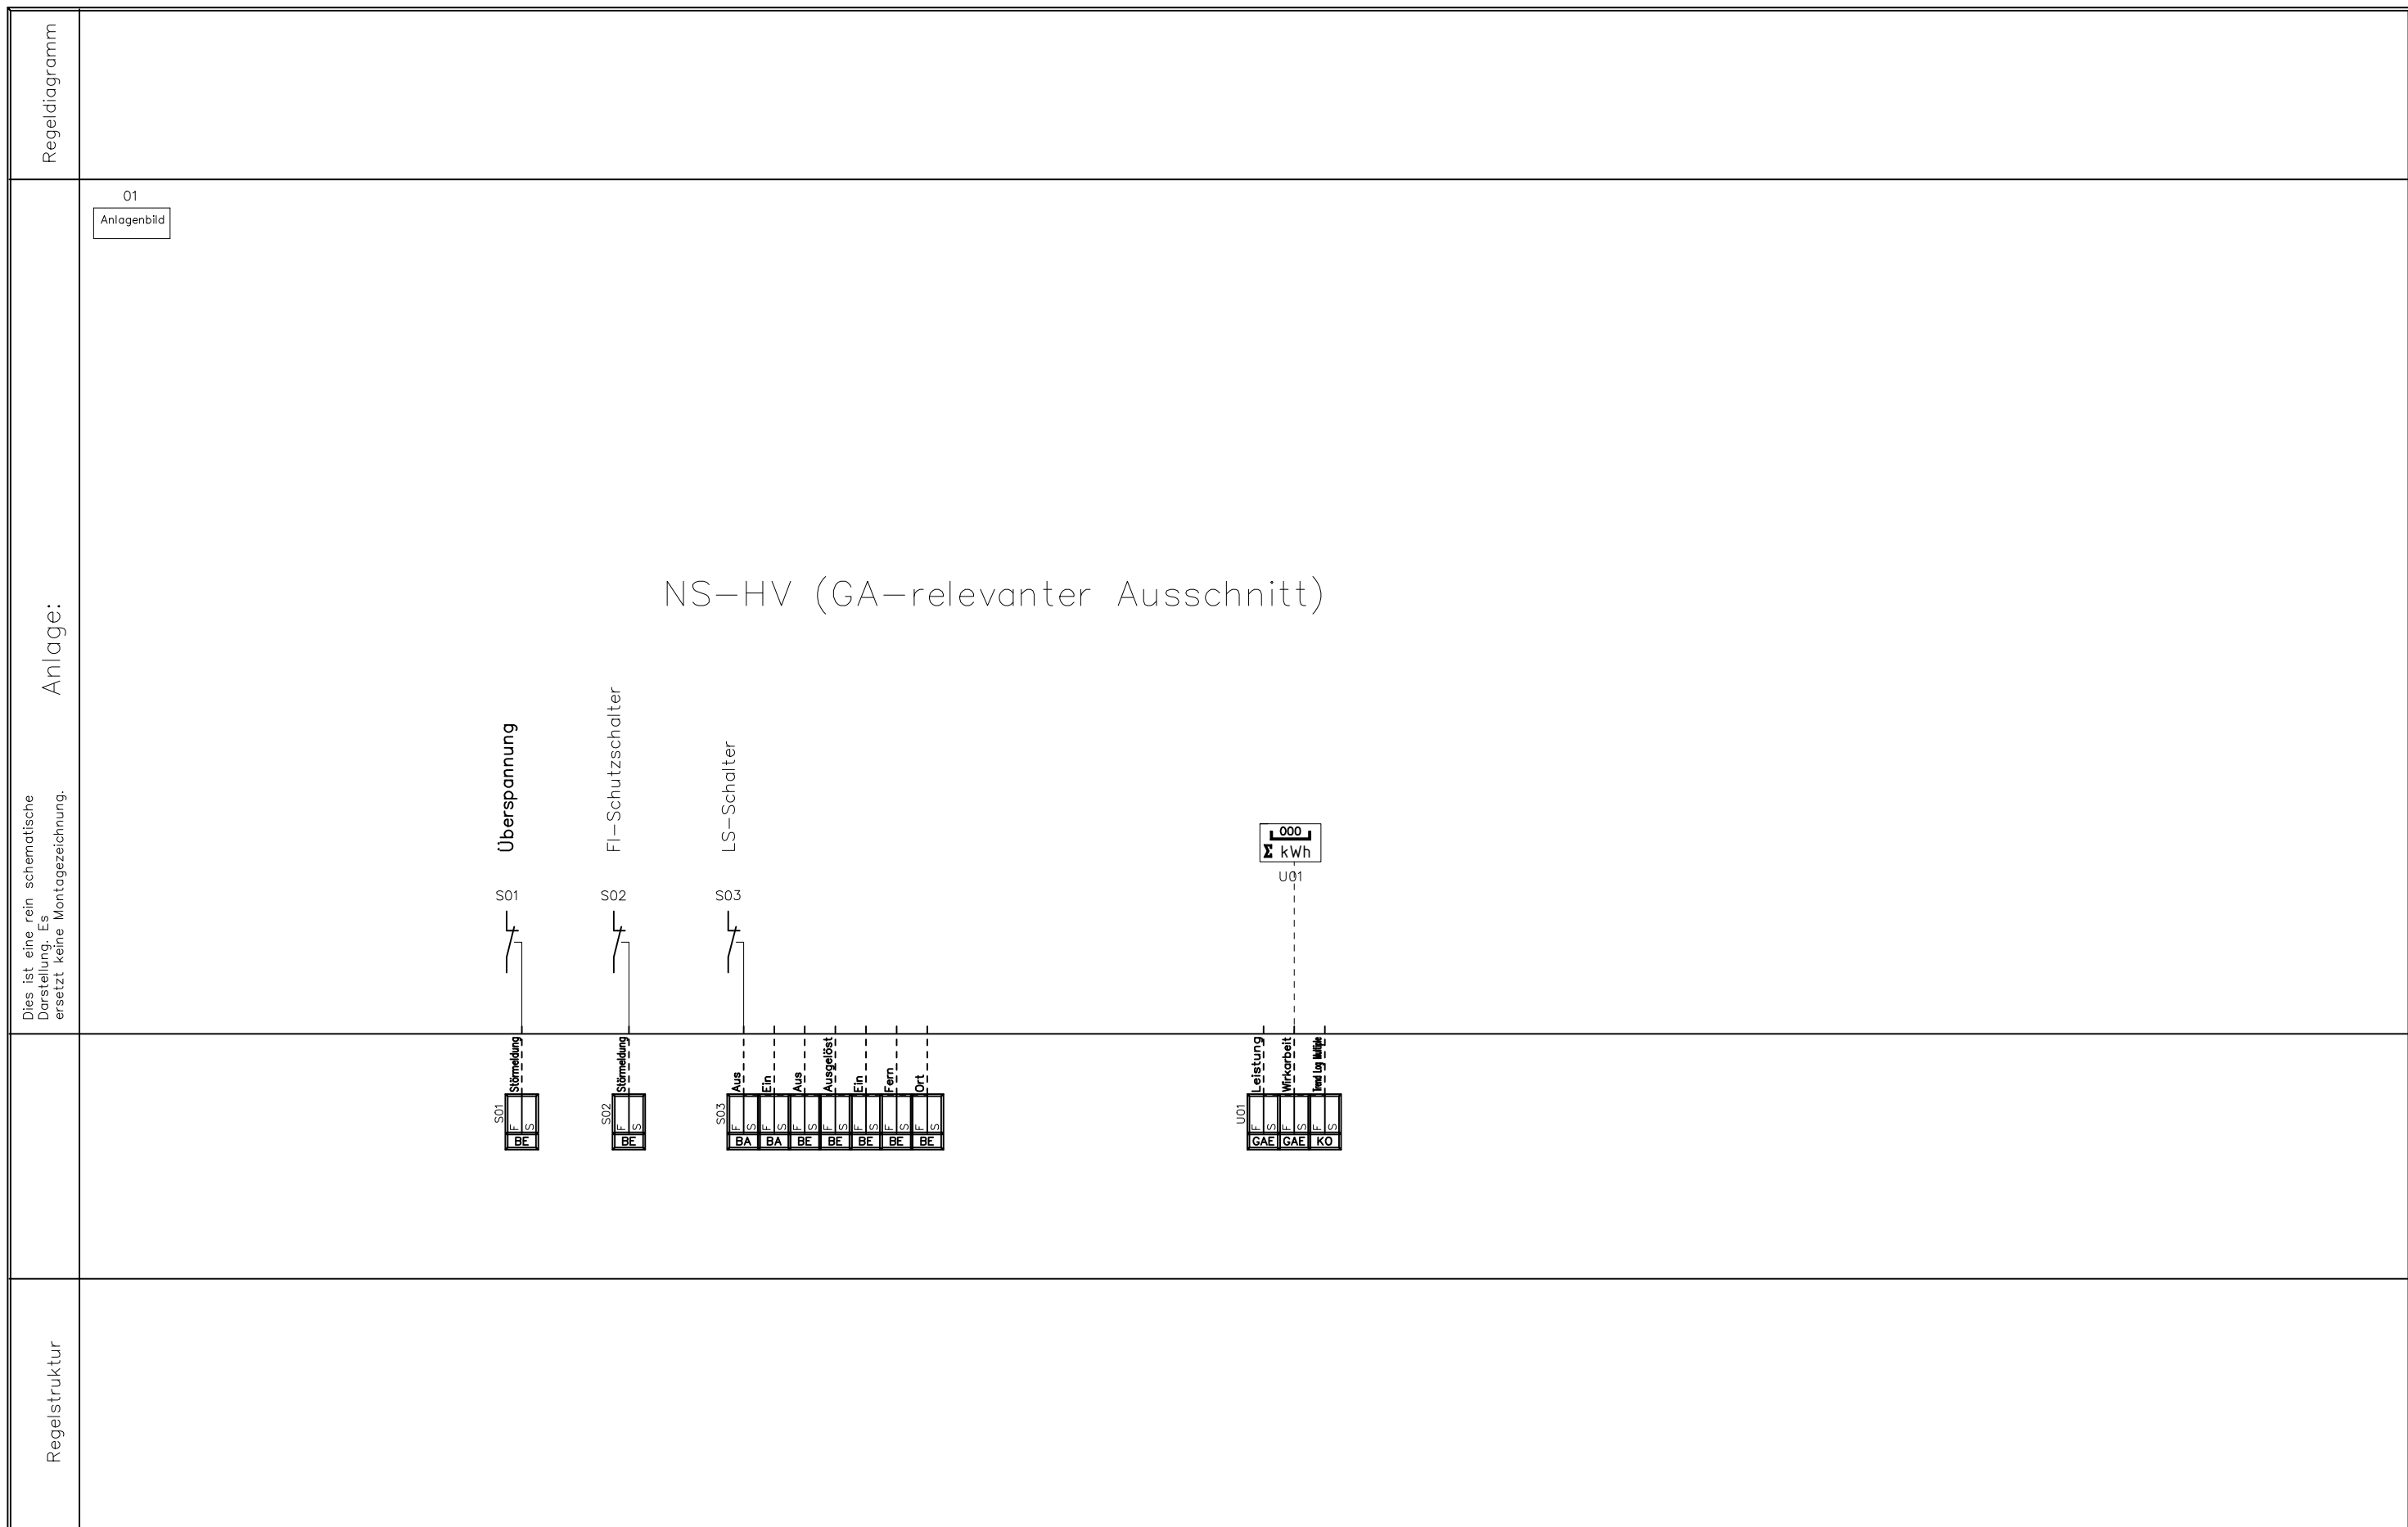 Regeldiagramm
01
Anlagenbild
NS-HV (GA-relevanter Ausschnitt)
Anlage:
Dies ist eine rein schematische
Darstellung. Es
ersetzt keine Montagezeichnung.
Überspannung
FI-Schutzschalter
LS-Schalter
000
Σ kWh
U01
S01
S02
S03
Störmeldung
Störmeldung
Aus
Ein
Aus
Ausgelöst
Ein
Fern
Ort
Leistung
Wirkarbeit
Trend Log
S01
S02
S03
U01
F S
F S
F S F S F S F S F S F S F S
F S F S F S
BE
BE
BA BA BE BE BE BE BE
GAE GAE KO
Regelstruktur